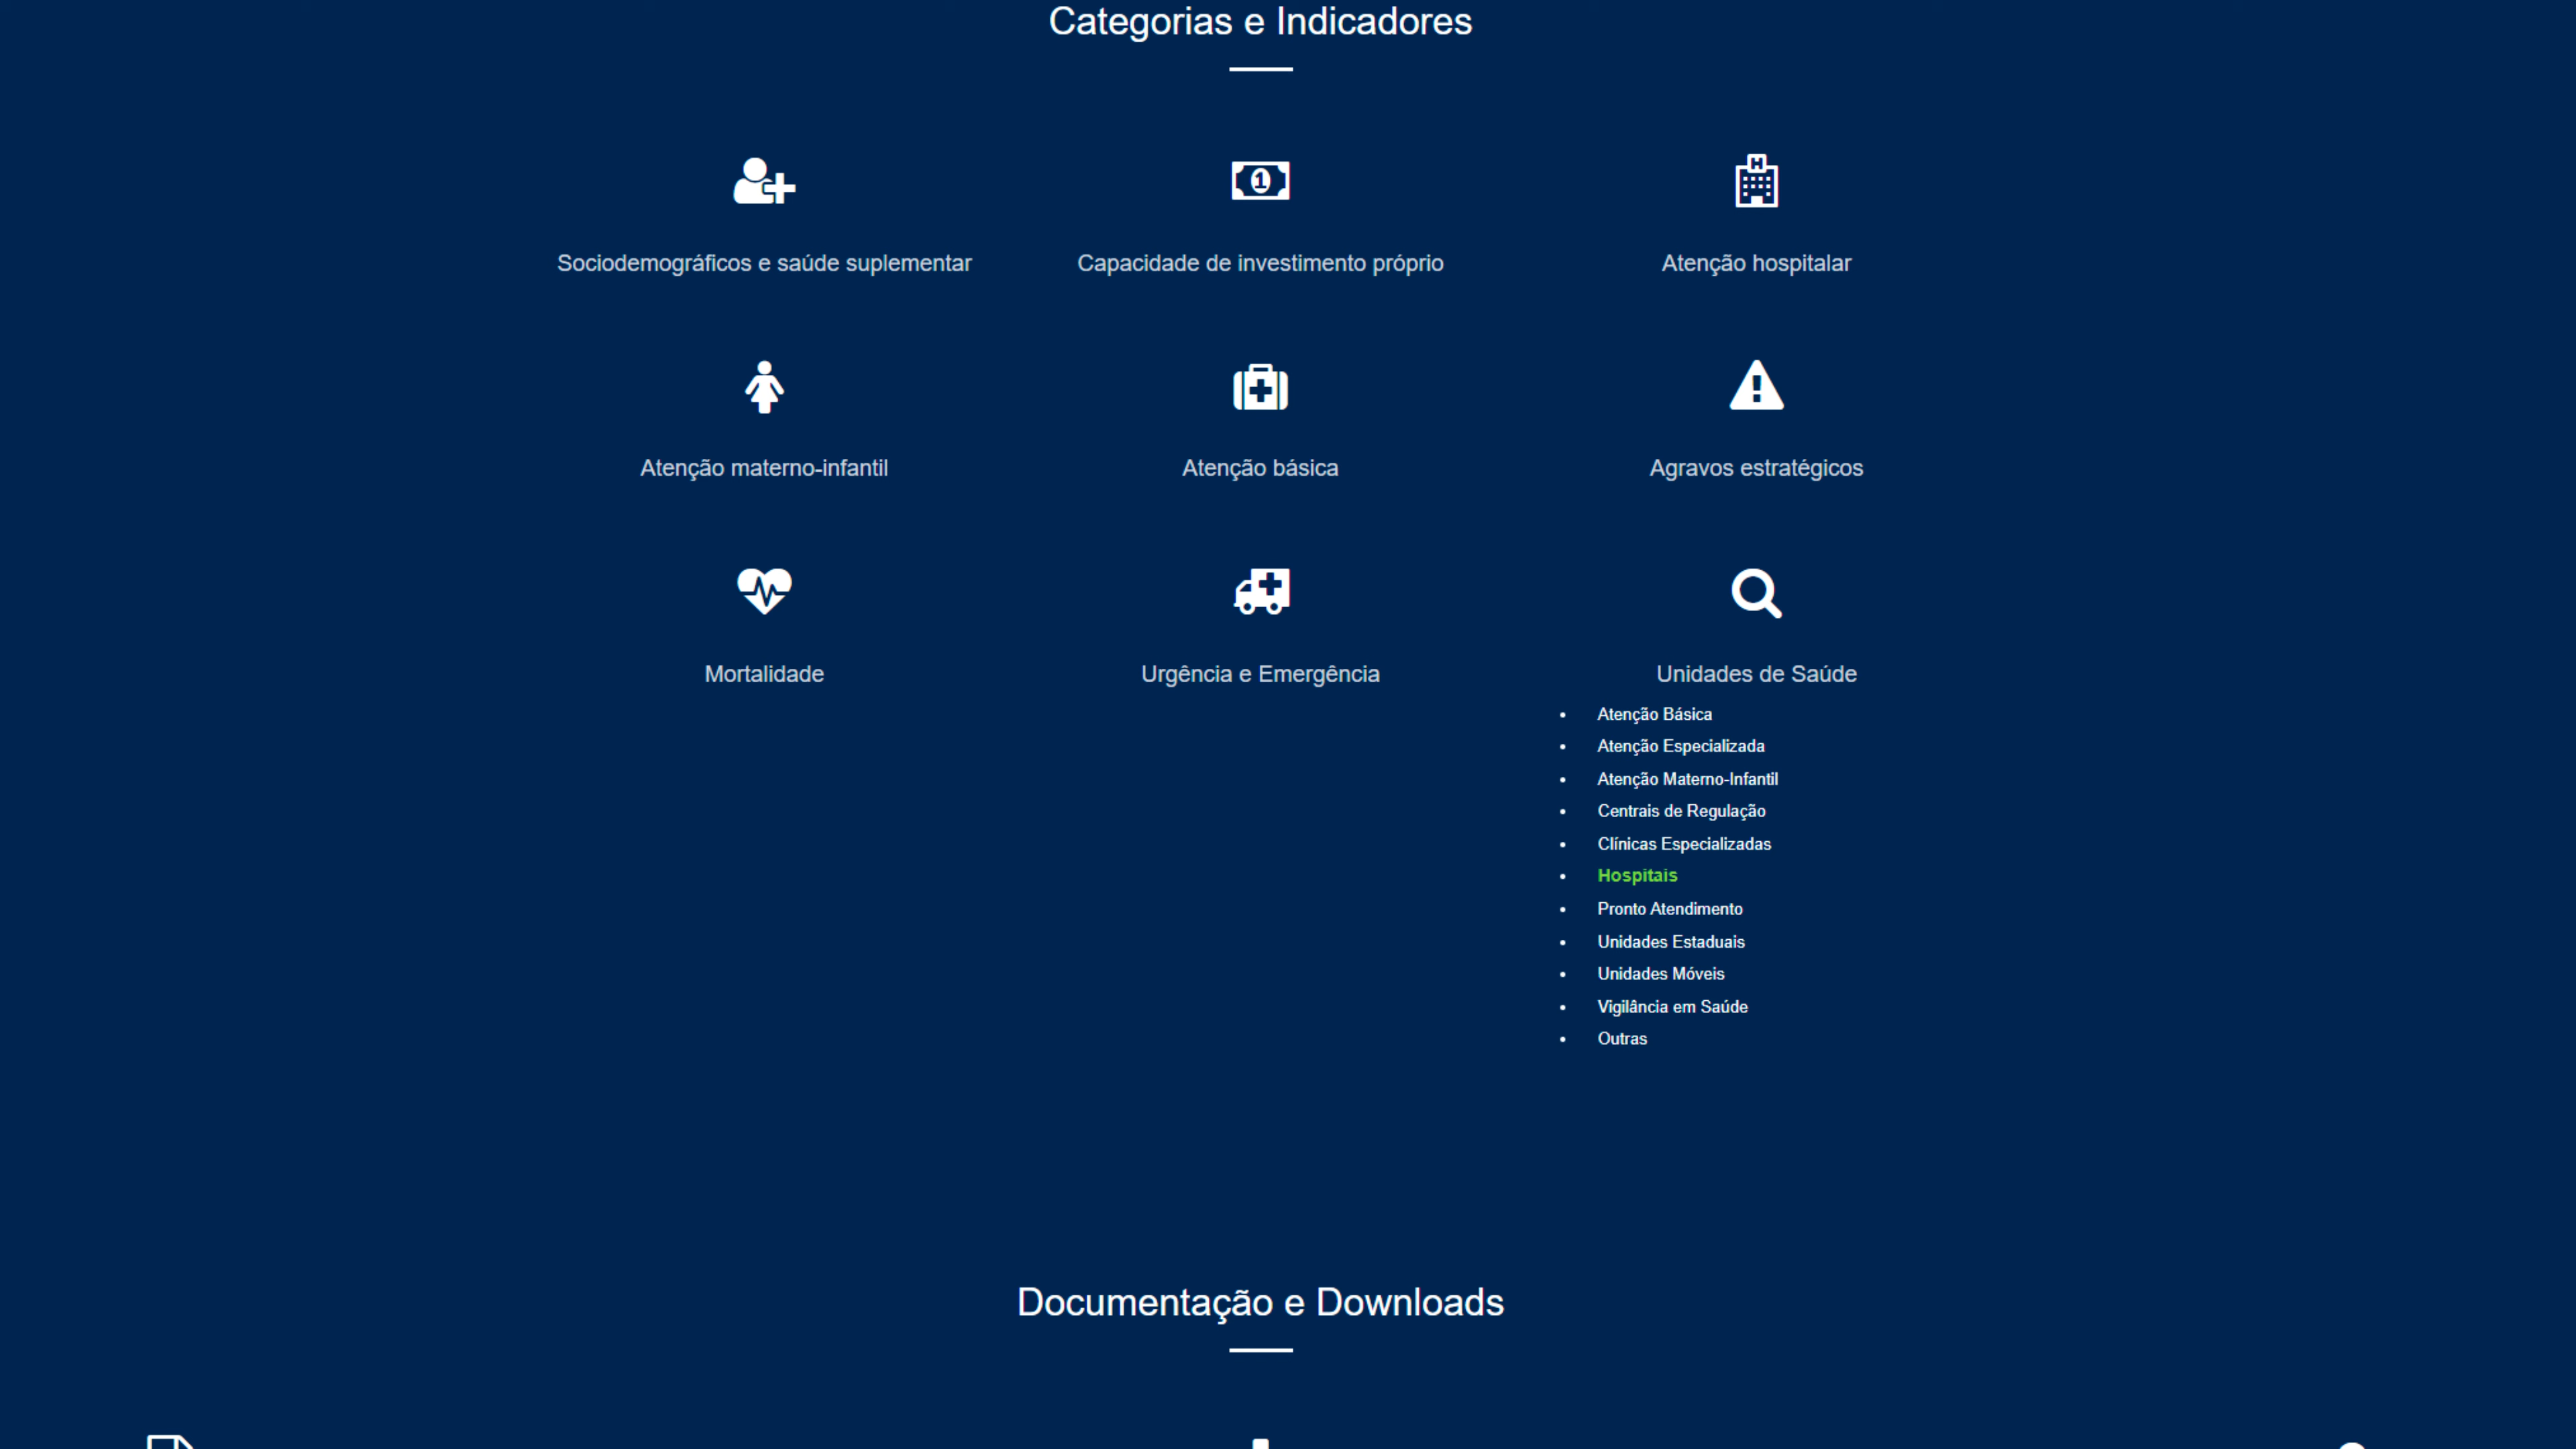 Categorias e Indicadores
Sociodemográficos e saúde suplementar
Capacidade de investimento próprio
Atenção hospitalar
Atenção materno-infantil
Atenção básica
Agravos estratégicos
Mortalidade
Urgência e Emergência
Unidades de Saúde
Atenção Básica
Atenção Especializada
Atenção Materno-Infantil
Centrais de Regulação
Clínicas Especializadas
Hospitais
Pronto Atendimento
Unidades Estaduais
Unidades Móveis
Vigilância em Saúde
Outras
Documentação e Downloads